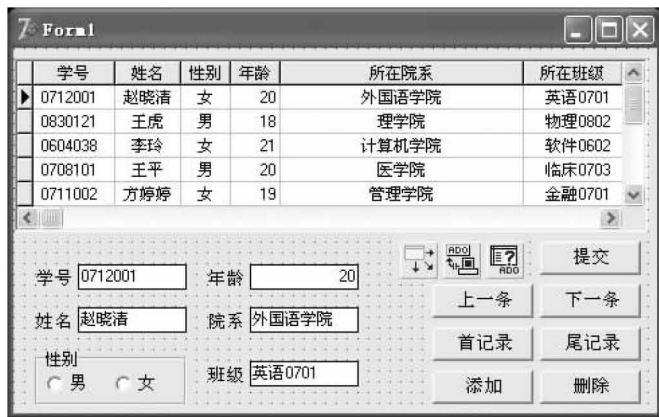 Form1
学号 姓名 性别 年龄 所在院系 所在班级
0712001 赵晓清 女 20 外国语学院 英语0701
0830121 王虎 男 18 理学院 物理0802
0604038 李玲 女 21 计算机学院 软件0602
0708101 王平 男 20 医学院 临床0703
0711002 方婷婷 女 19 管理学院 金融0701
ADO
ADO
提交
学号 0712001 年龄 20
上一条 下一条
姓名 赵晓清 院系 外国语学院
首记录 尾记录
性别
男 女 班级 英语0701
添加 删除